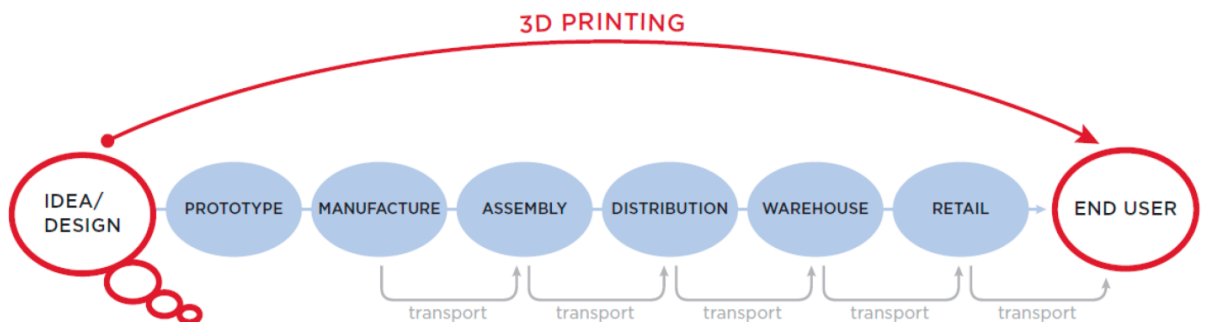 3D PRINTING
IDEA/
DESIGN
PROTOTYPE
MANUFACTURE
ASSEMBLY
DISTRIBUTION
WAREHOUSE
RETAIL
END USER
transport
transport
transport
transport
transport